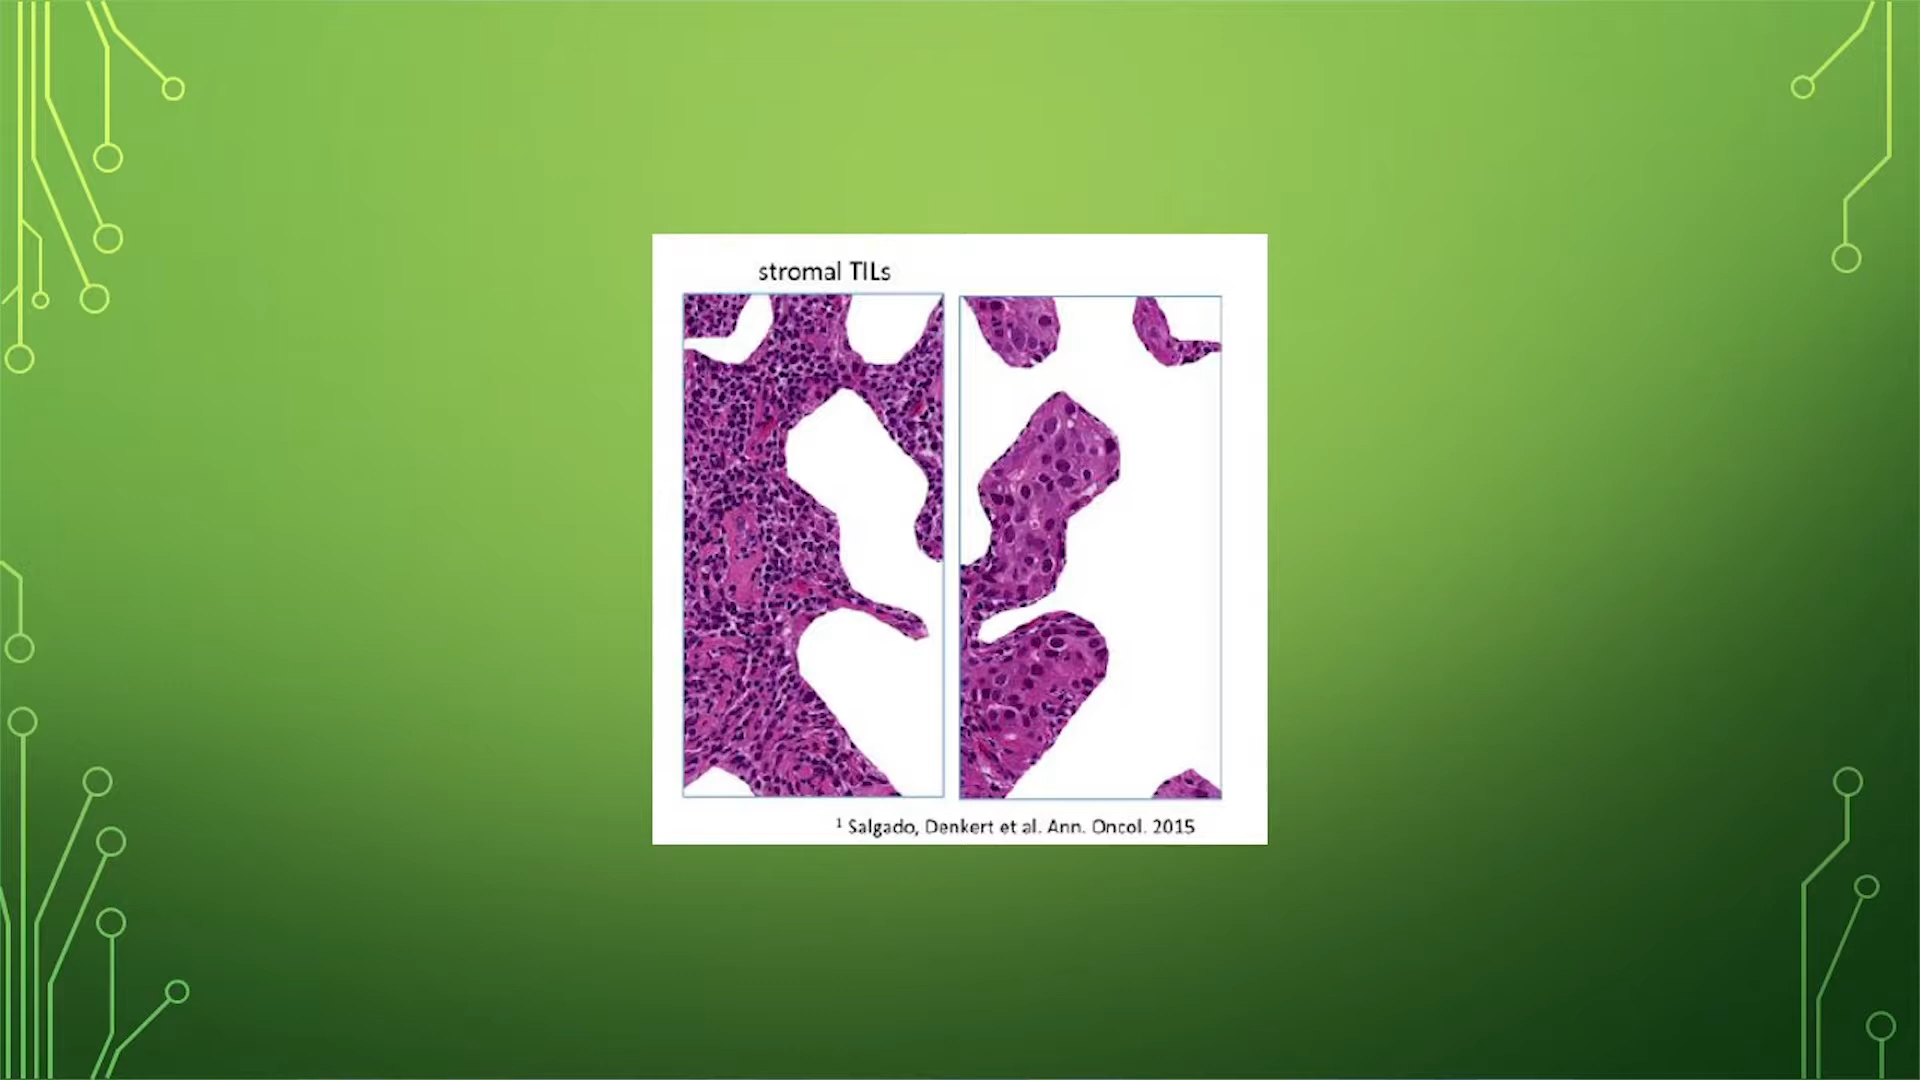 stromal TILs
¹ Salgado, Denkert et al. Ann. Oncol. 2015